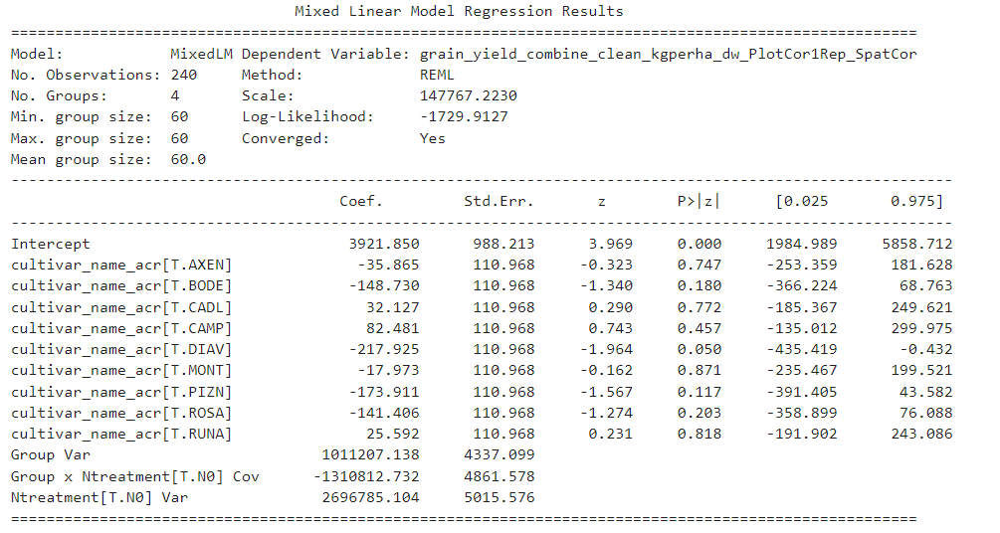 Mixed Linear Model Regression Results
========================================================================================================
Model: MixedLM Dependent Variable: grain_yield_combine_clean_kgperha_dw_PlotCor1Rep_SpatCor
No. Observations: 240 Method: REML
No. Groups: 4 Scale: 147767.2230
Min. group size: 60 Log-Likelihood: -1729.9127
Max. group size: 60 Converged: Yes
Mean group size: 60.0
--------------------------------------------------------------------------------------------------------
Coef. Std.Err. z P>|z| [0.025 0.975]
--------------------------------------------------------------------------------------------------------
Intercept 3921.850 988.213 3.969 0.000 1984.989 5858.712
cultivar_name_acr[T.AXEN] -35.865 110.968 -0.323 0.747 -253.359 181.628
cultivar_name_acr[T.BODE] -148.730 110.968 -1.340 0.180 -366.224 68.763
cultivar_name_acr[T.CADL] 32.127 110.968 0.290 0.772 -185.367 249.621
cultivar_name_acr[T.CAMP] 82.481 110.968 0.743 0.457 -135.012 299.975
cultivar_name_acr[T.DIAV] -217.925 110.968 -1.964 0.050 -435.419 -0.432
cultivar_name_acr[T.MONT] -17.973 110.968 -0.162 0.871 -235.467 199.521
cultivar_name_acr[T.PIZN] -173.911 110.968 -1.567 0.117 -391.405 43.582
cultivar_name_acr[T.ROSA] -141.406 110.968 -1.274 0.203 -358.899 76.088
cultivar_name_acr[T.RUNA] 25.592 110.968 0.231 0.818 -191.902 243.086
Group Var 1011207.138 4337.099
Group x Ntreatment[T.N0] Cov -1310812.732 4861.578
Ntreatment[T.N0] Var 2696785.104 5015.576
========================================================================================================